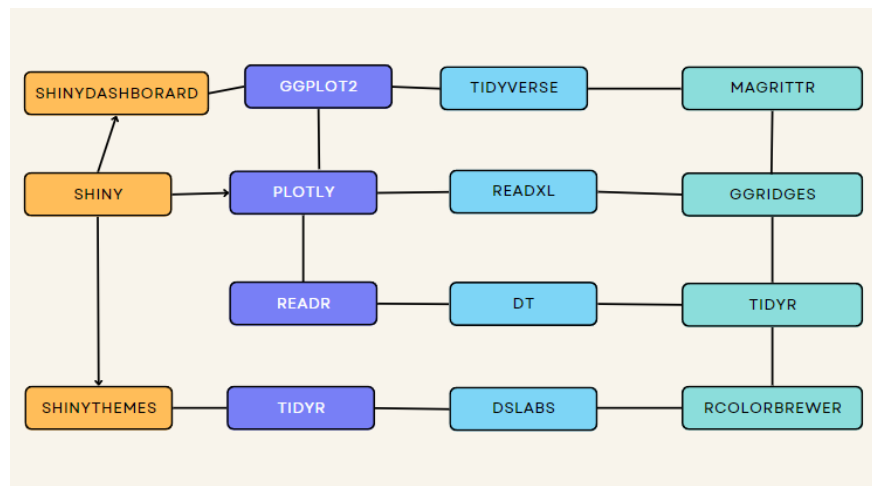 SHINYDASHBORARD
GGPLOT2
TIDYVERSE
MAGRITTR
SHINY
PLOTLY
READXL
GGRIDGES
READR
DT
TIDYR
SHINYTHEMES
TIDYR
DSLABS
RCOLORBREWER